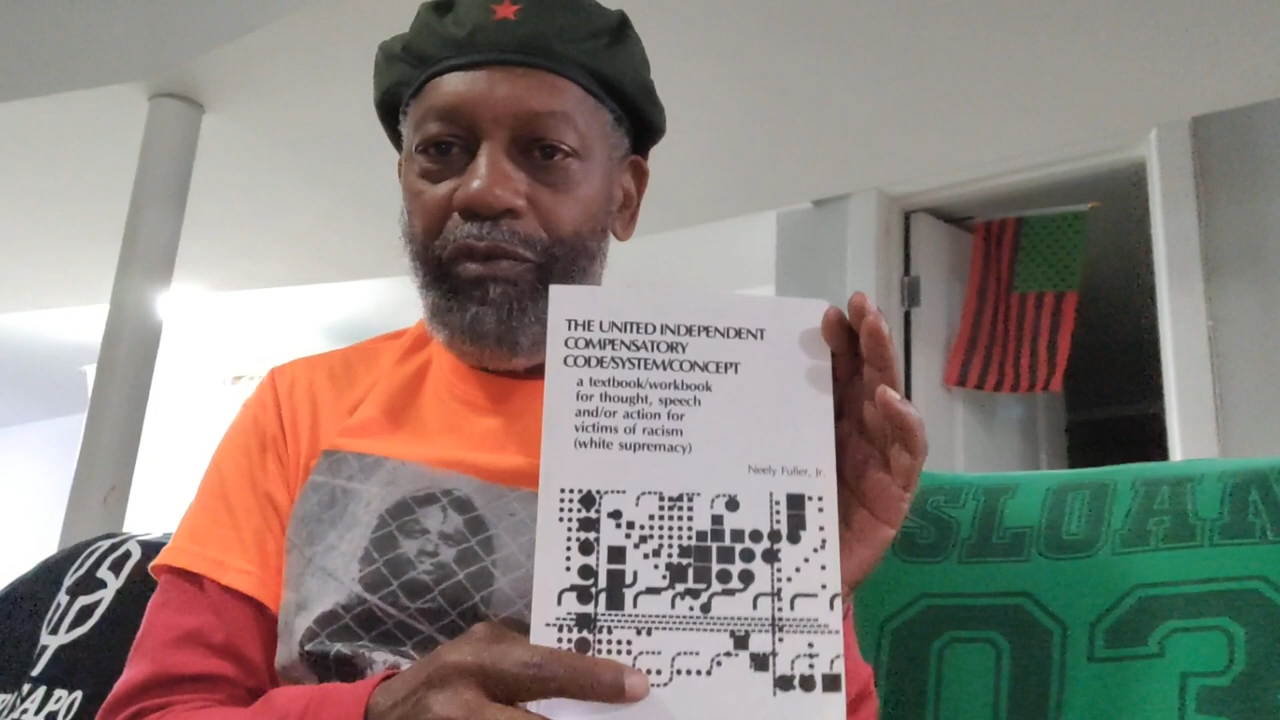 THE UNITED INDEPENDENT
COMPENSATORY
CODE/SYSTEM/CONCEPT
a textbook/workbook
for thought, speech
and/or action for
victims of racism
(white supremacy)
Neely Fuller, Jr.
SLOAN
03